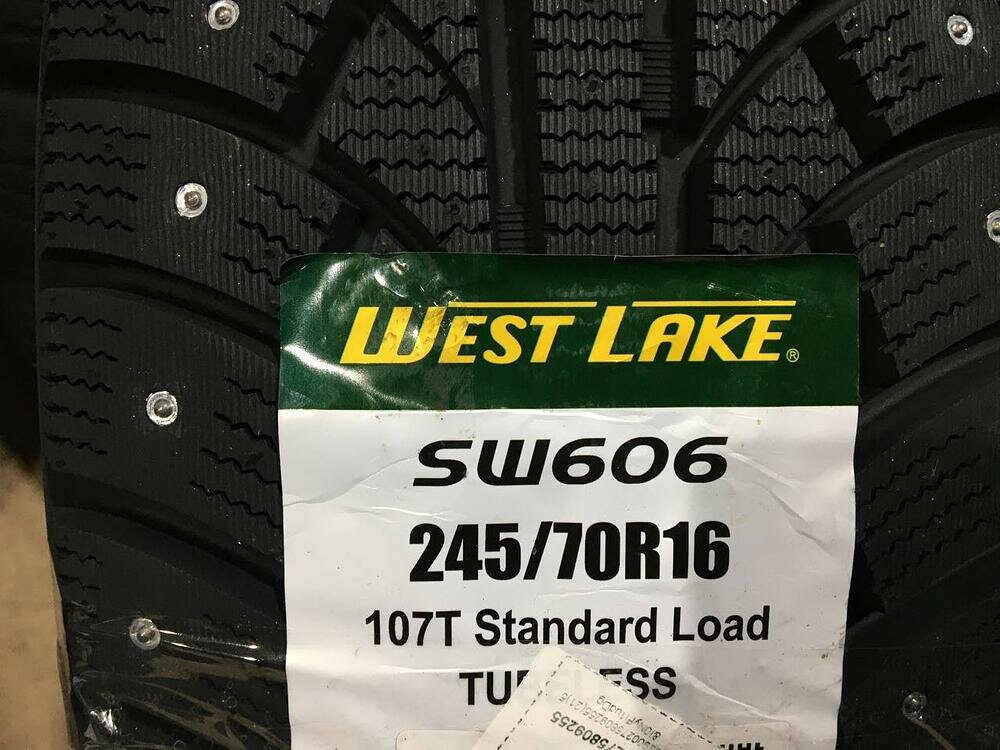 WEST LAKE®
SW606
245/70R16
107T Standard Load